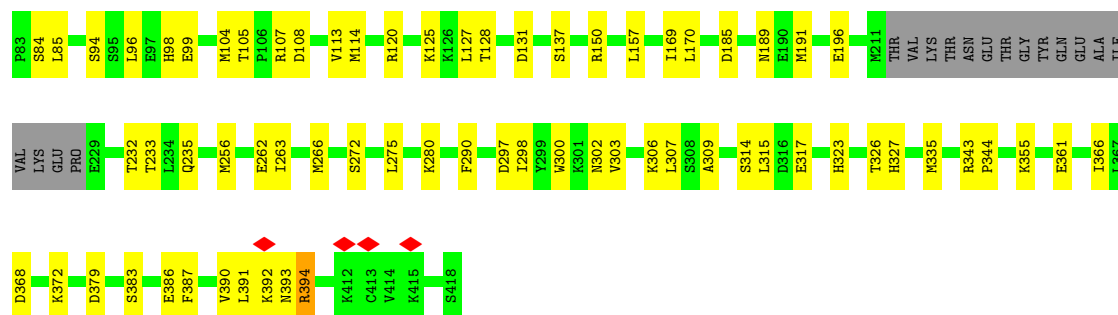 P83 S84 L85 S94 S95 L96 E97 H98 E99 M104 T105 P106 R107 D108 V113 M114 R120 K125 K126 L127 T128 D131 S137 R150 L157 I169 L170 D185 N189 E190 M191 E196 M211 THR VAL LYS THR ASN GLU THR GLY TYR GLN GLU ALA ILE
VAL LYS GLU PRO E229 T232 T233 L234 Q235 M256 E262 I263 M266 S272 L275 K280 F290 D297 I298 Y299 W300 K301 N302 V303 K306 L307 S308 A309 S314 L315 D316 E317 H323 T326 H327 M335 R343 P344 K355 E361 I366 L367
D368 K372 D379 S383 E386 F387 V390 L391 K392 N393 R394 K412 C413 V414 K415 S418